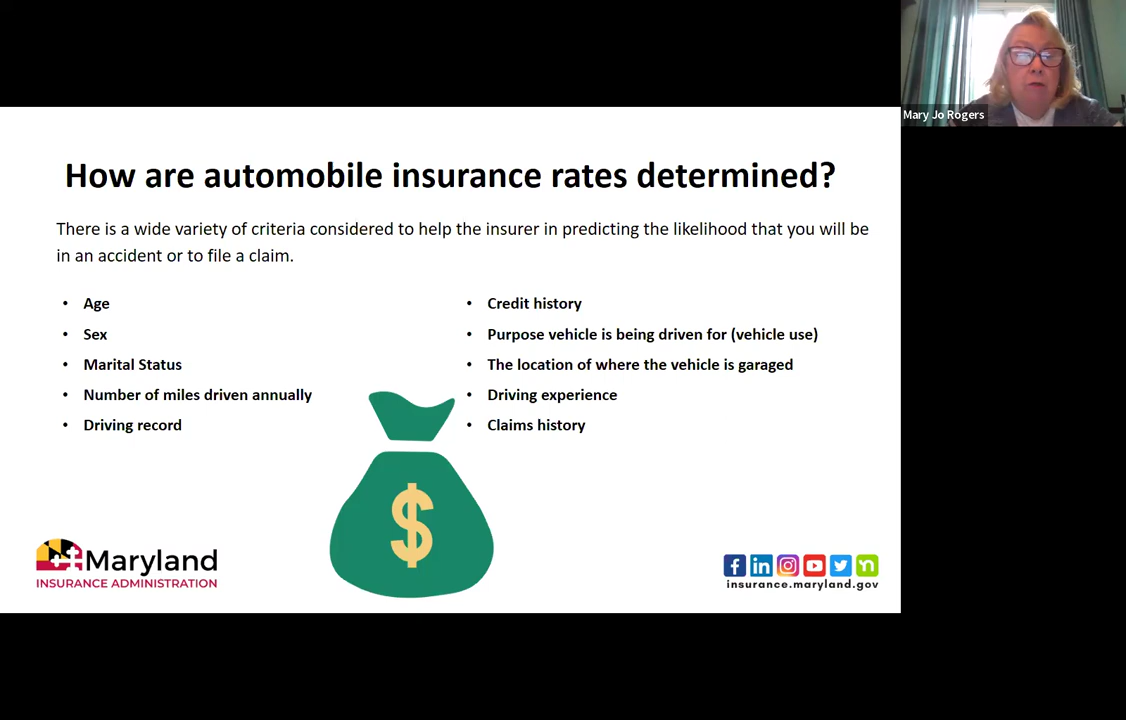 Mary Jo Rogers
How are automobile insurance rates determined?
There is a wide variety of criteria considered to help the insurer in predicting the likelihood that you will be
in an accident or to file a claim.
• Age
• Sex
• Marital Status
• Number of miles driven annually
• Driving record
• Credit history
• Purpose vehicle is being driven for (vehicle use)
• The location of where the vehicle is garaged
• Driving experience
• Claims history
$
Maryland
INSURANCE ADMINISTRATION
insurance.maryland.gov